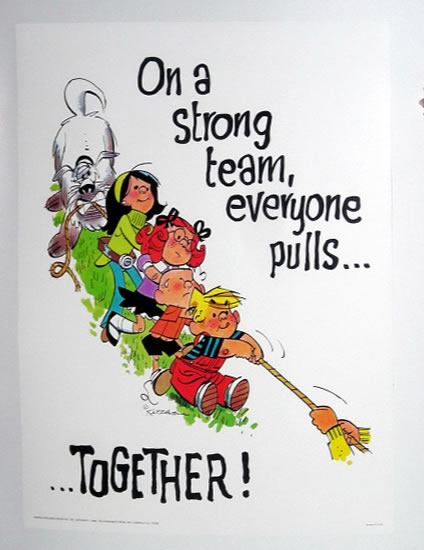 On a
strong
team,
everyone
pulls...
...TOGETHER!